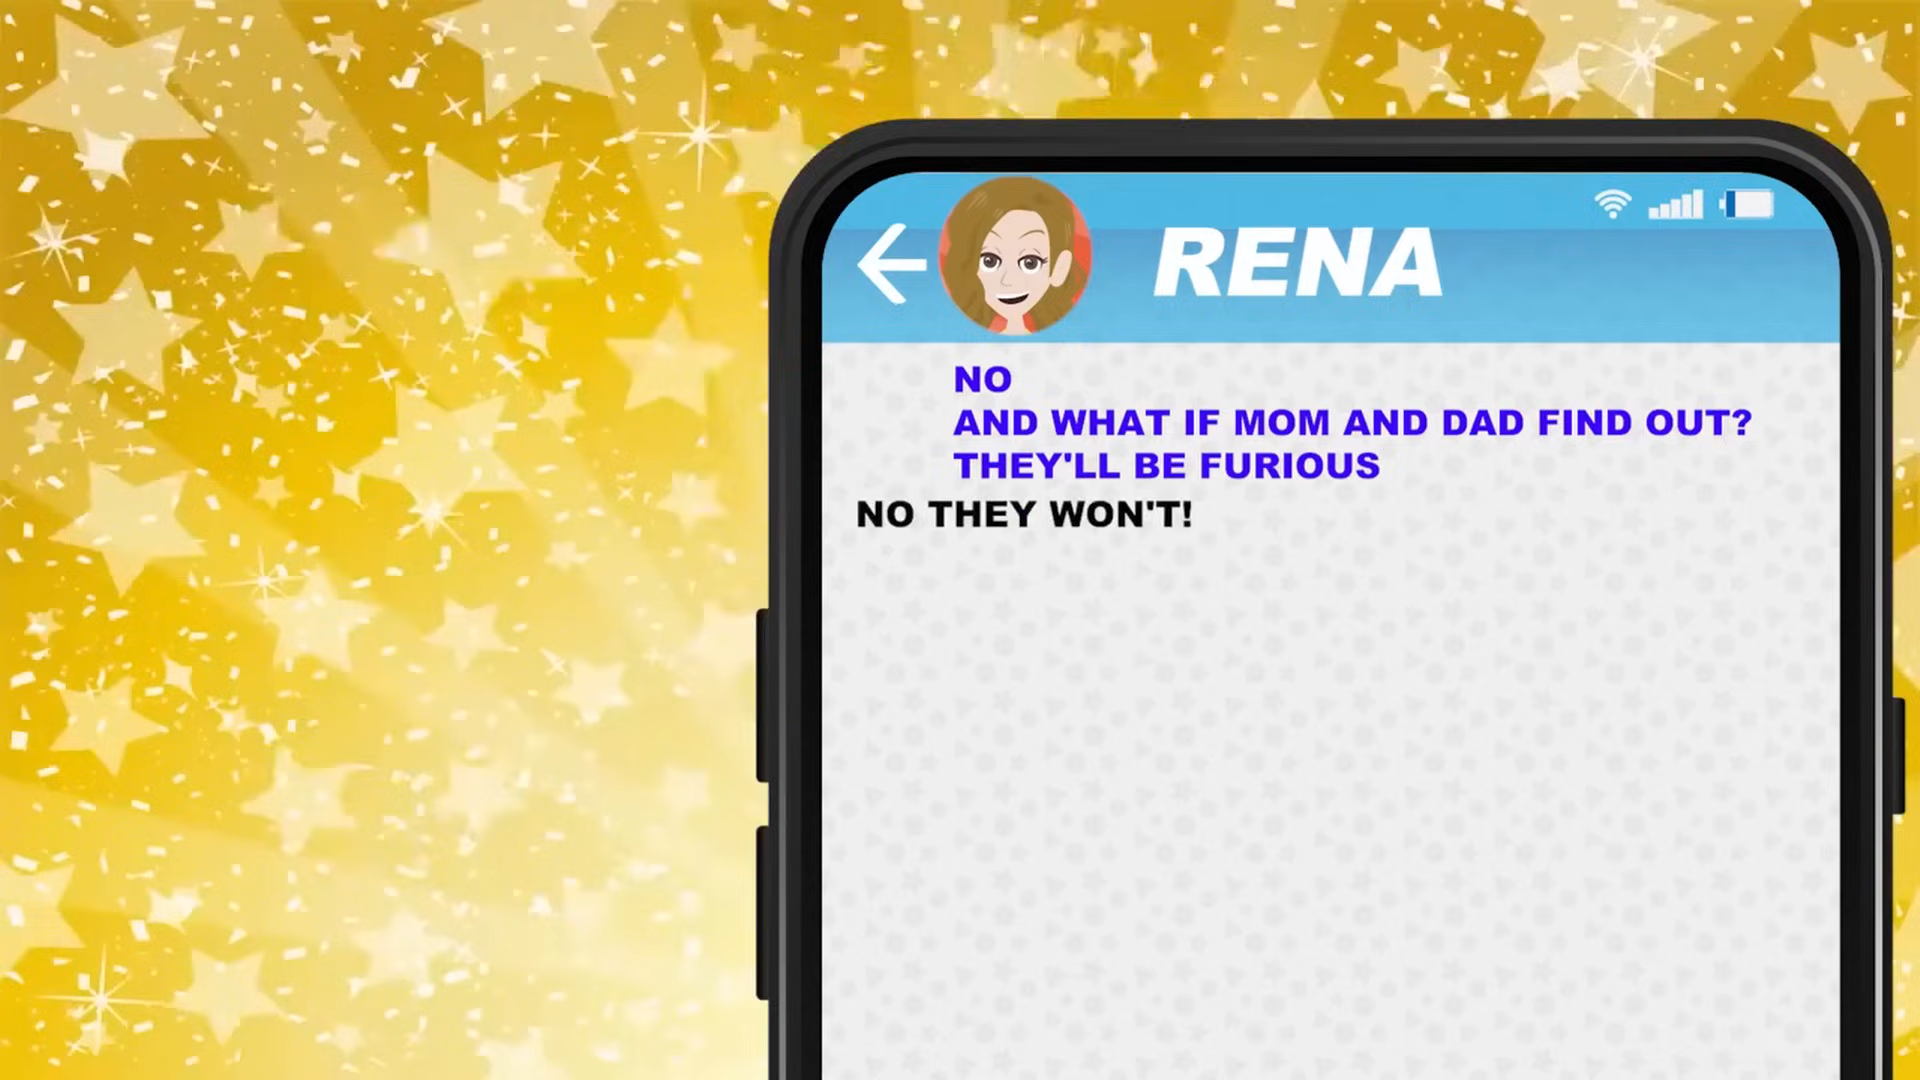 RENA
NO
AND WHAT IF MOM AND DAD FIND OUT?
THEY'LL BE FURIOUS
NO THEY WON'T!